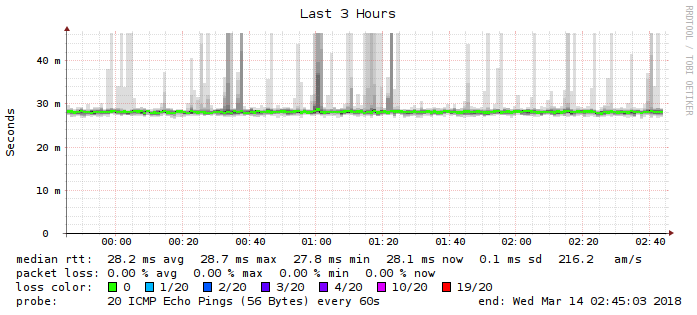 Last 3 Hours
RRDTOOL / TOBI OETIKER
Seconds
40 m
30 m
20 m
10 m
0
00:00 00:20 00:40 01:00 01:20 01:40 02:00 02:20 02:40
median rtt: 28.2 ms avg 28.7 ms max 27.8 ms min 28.1 ms now 0.1 ms sd 216.2 am/s
packet loss: 0.00 % avg 0.00 % max 0.00 % min 0.00 % now
loss color: 0 1/20 2/20 3/20 4/20 10/20 19/20
probe: 20 ICMP Echo Pings (56 Bytes) every 60s end: Wed Mar 14 02:45:03 2018